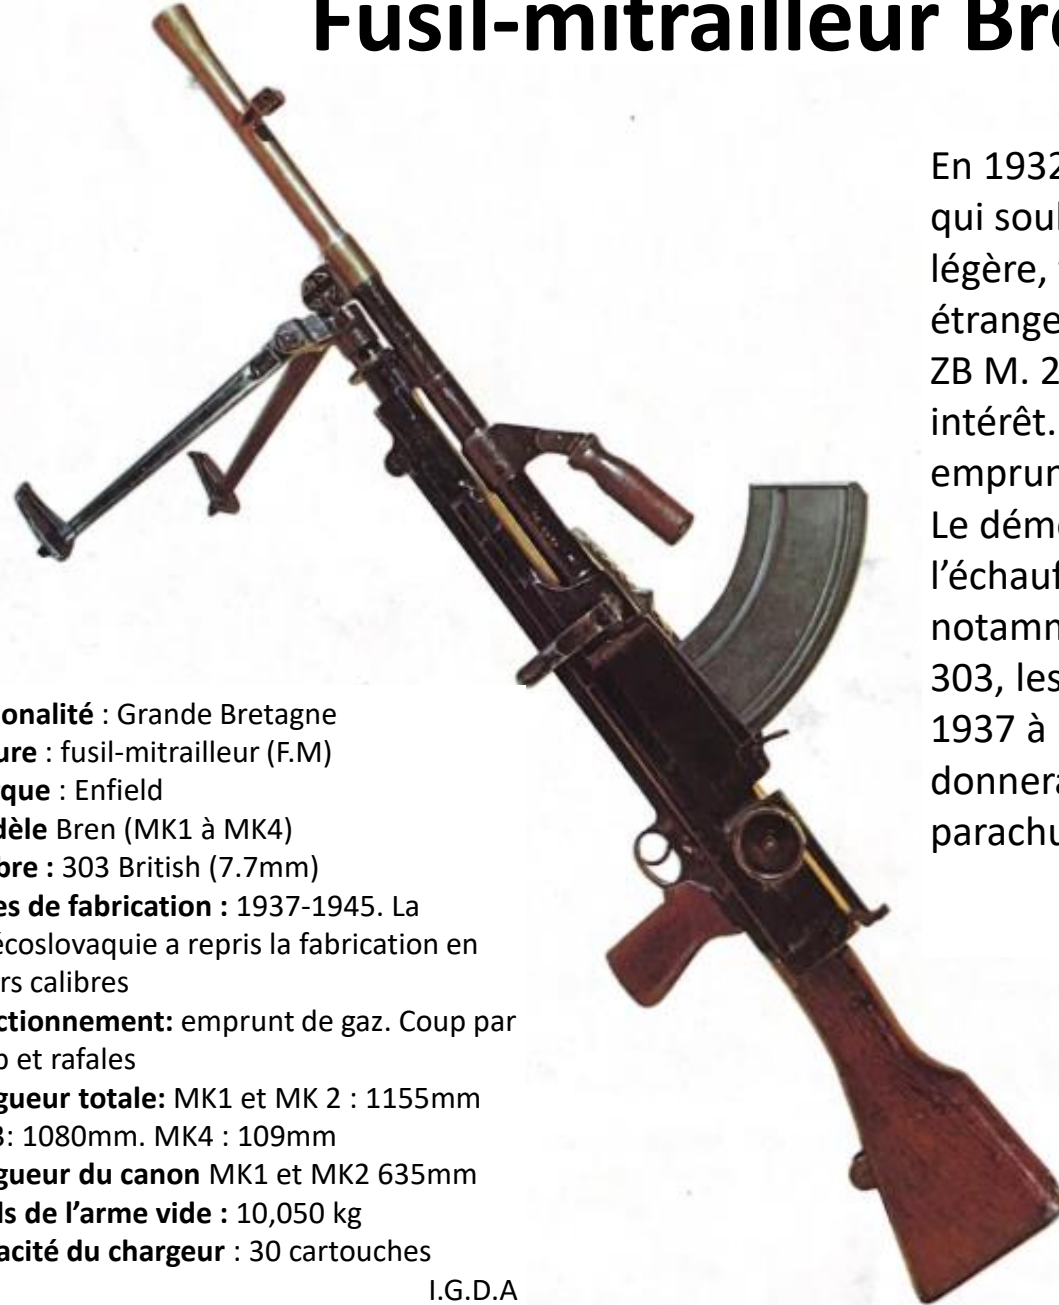 Fusil-mitrailleur Bre
En 1932
qui soul
légère,
étrange
ZB M. 2
intérêt.
emprun
Le dém
l'échauf
notamn
303, les
1937 à
donnera
parachu
onalité : Grande Bretagne
ure : fusil-mitrailleur (F.M)
que : Enfield
dèle Bren (MK1 à MK4)
bre : 303 British (7.7mm)
es de fabrication : 1937-1945. La
écoslovaquie a repris la fabrication en
rs calibres
ctionnement: emprunt de gaz. Coup par
p et rafales
gueur totale: MK1 et MK 2 : 1155mm
3: 1080mm. MK4 : 109mm
gueur du canon MK1 et MK2 635mm
ds de l'arme vide : 10,050 kg
acité du chargeur : 30 cartouches
I.G.D.A